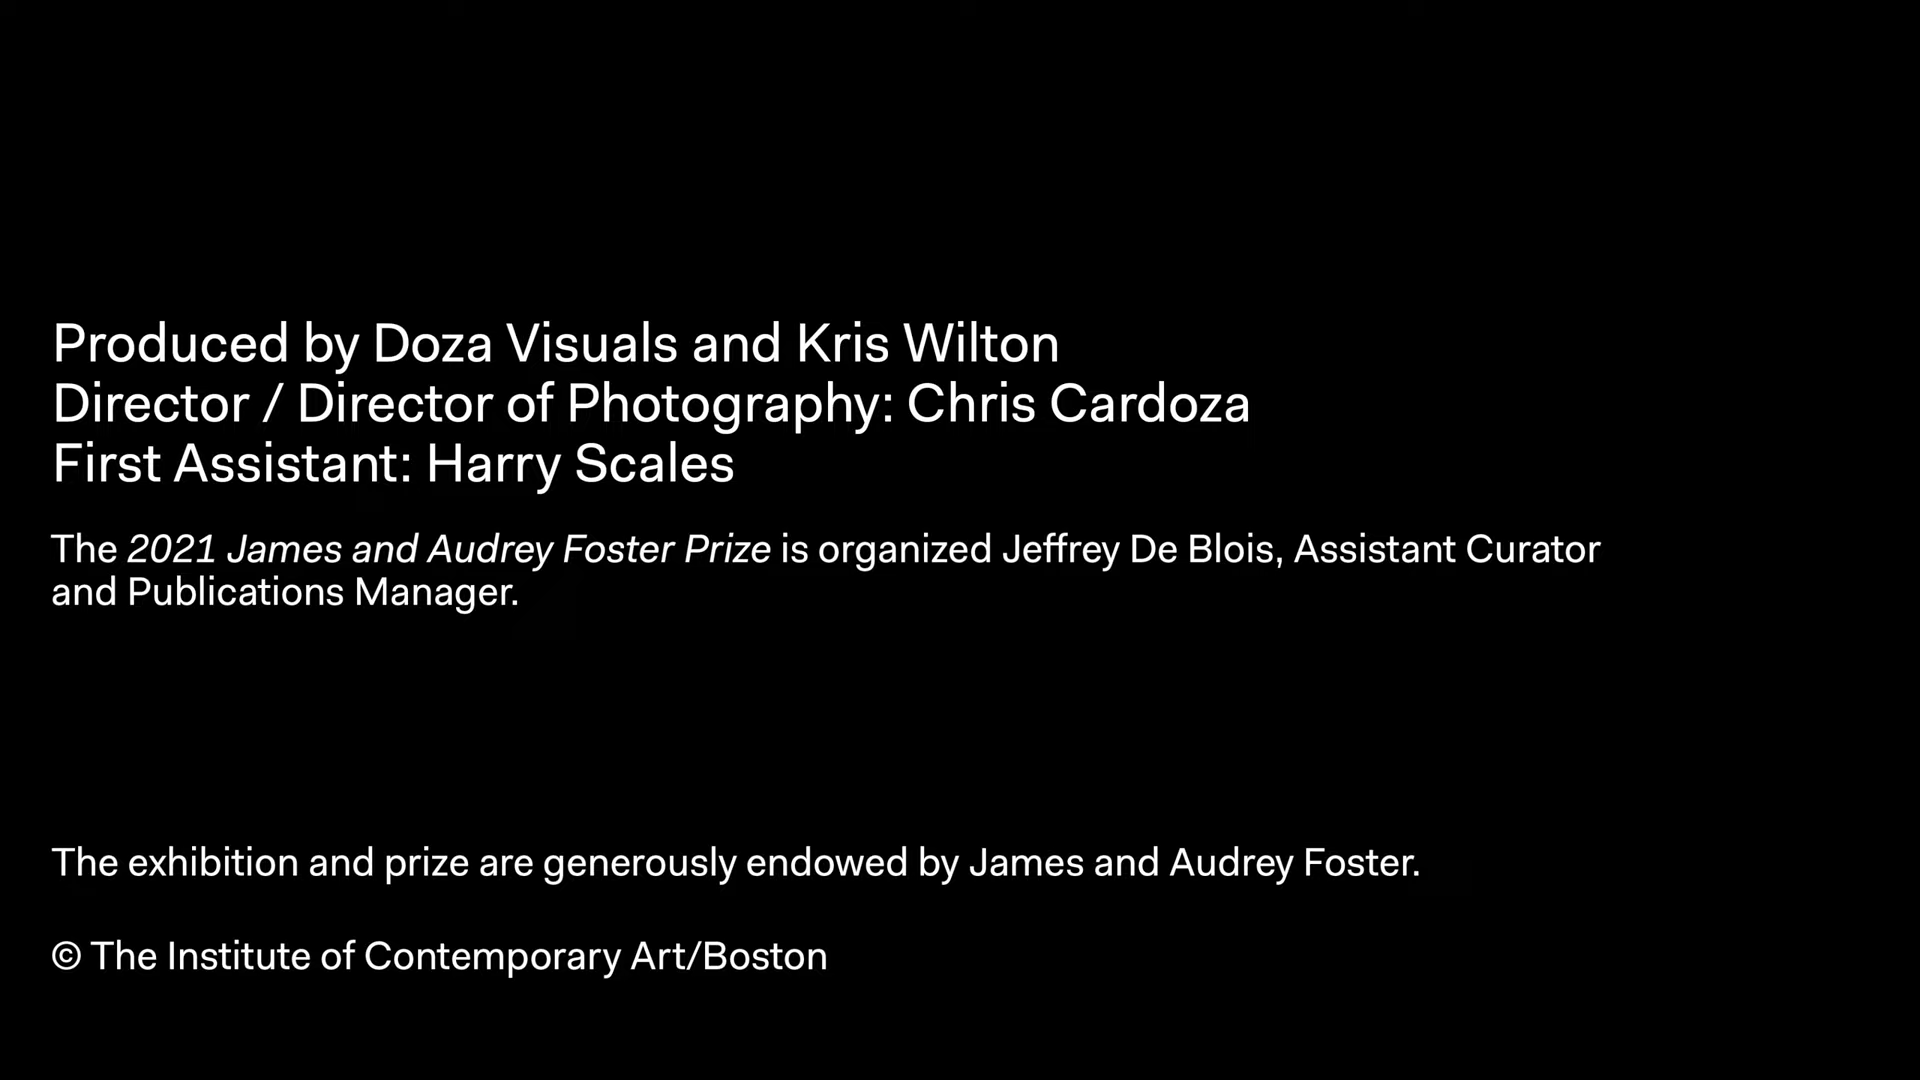 Produced by Doza Visuals and Kris Wilton
Director / Director of Photography: Chris Cardoza
First Assistant: Harry Scales
The 2021 James and Audrey Foster Prize is organized Jeffrey De Blois, Assistant Curator
and Publications Manager.
The exhibition and prize are generously endowed by James and Audrey Foster.
© The Institute of Contemporary Art/Boston